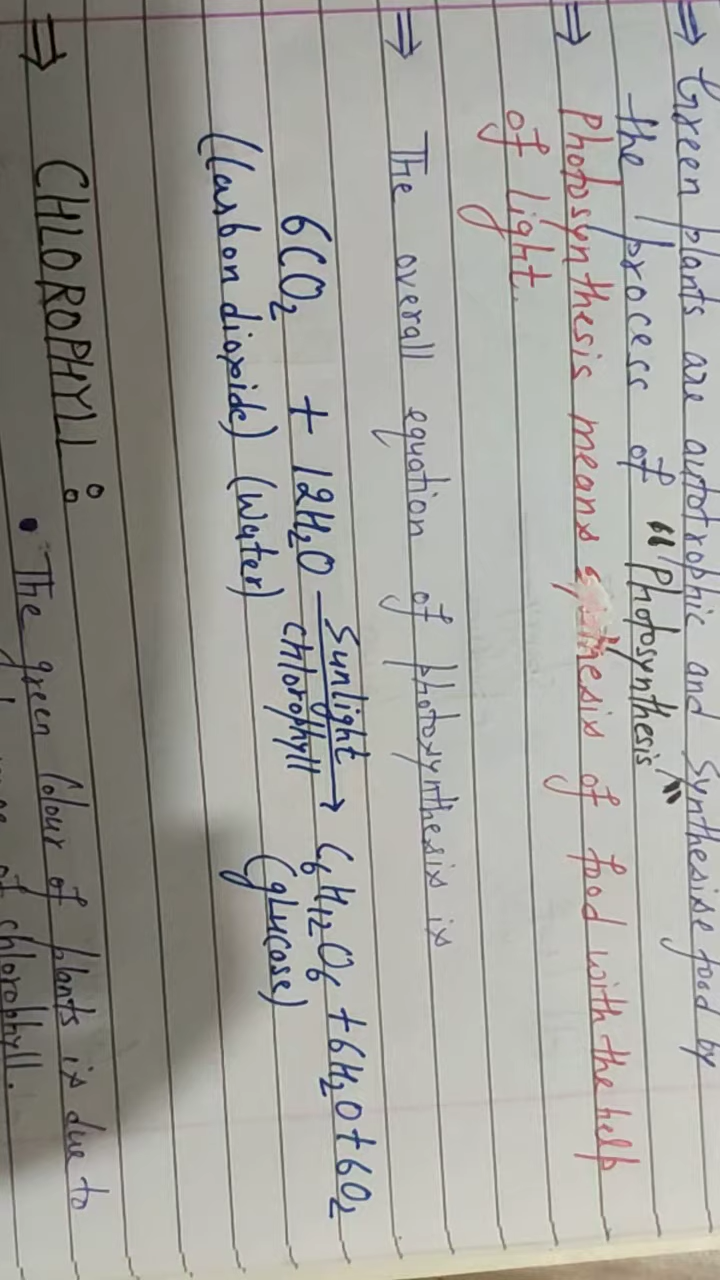 ⇒ Green plants are autotrophic and synthesise food by
the process of "Photosynthesis"
⇒ Photosynthesis means synthesis of food with the help
of light.
⇒ The overall equation of photosynthesis is
6CO₂ + 12H₂O Sunlight → C₆H₁₂O₆ + 6H₂O + 6O₂
chlorophyll
(Carbon dioxide) (Water) (glucose)
⇒ CHLOROPHYLL :
• The green Colour of plants is due to
of chlorophyll.